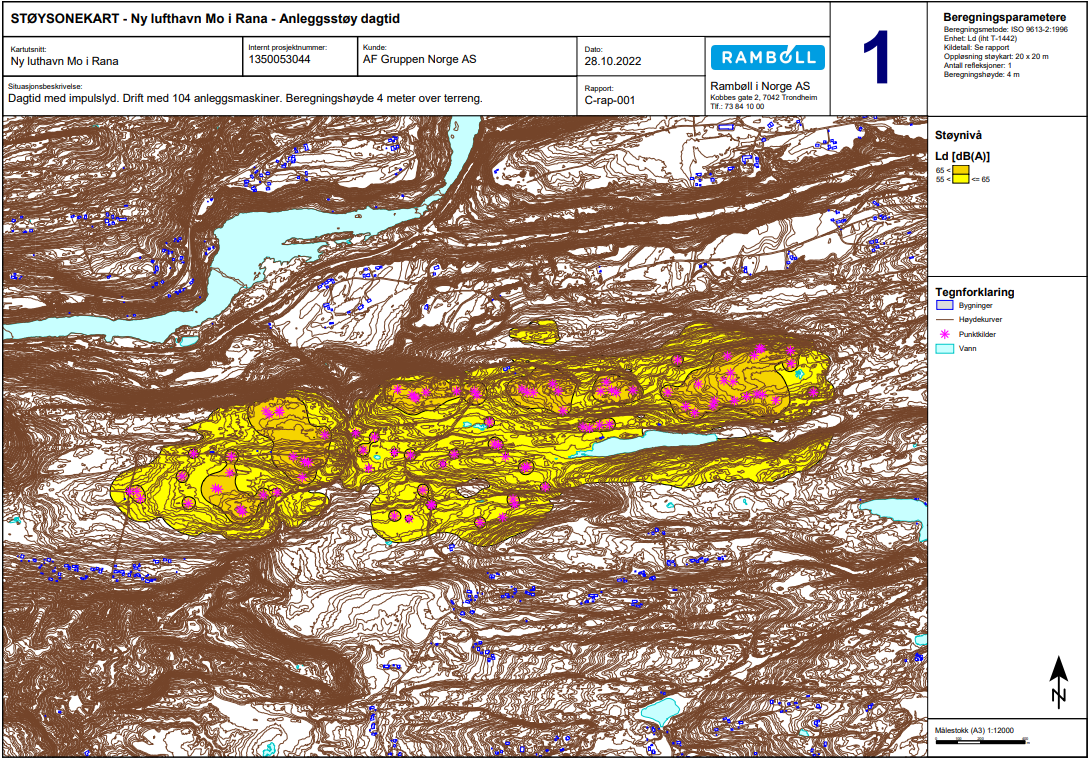 STØYSONEKART - Ny lufthavn Mo i Rana - Anleggsstøy dagtid
Kartutsnitt:
Ny luthavn Mo i Rana
Internt prosjektnummer:
1350053044
Kunde:
AF Gruppen Norge AS
Dato:
28.10.2022
Situasjonsbeskrivelse:
Dagtid med impulslyd. Drift med 104 anleggsmaskiner. Beregningshøyde 4 meter over terreng.
Rapport:
C-rap-001
RAMBOLL
Rambøll i Norge AS
Kobbes gate 2, 7042 Trondheim
Tlf.: 73 84 10 00
1
Beregningsparametere
Beregningsmetode: ISO 9613-2:1996
Enhet: Ld (iht T-1442)
Kildetall: Se rapport
Oppløsning støykart: 20 x 20 m
Antall refleksjoner: 1
Beregningshøyde: 4 m
Støynivå
Ld [dB(A)]
65 <
55 < <= 65
Tegnforklaring
Bygninger
Høydekurver
Punktkilder
Vann
N
Målestokk (A3) 1:12000